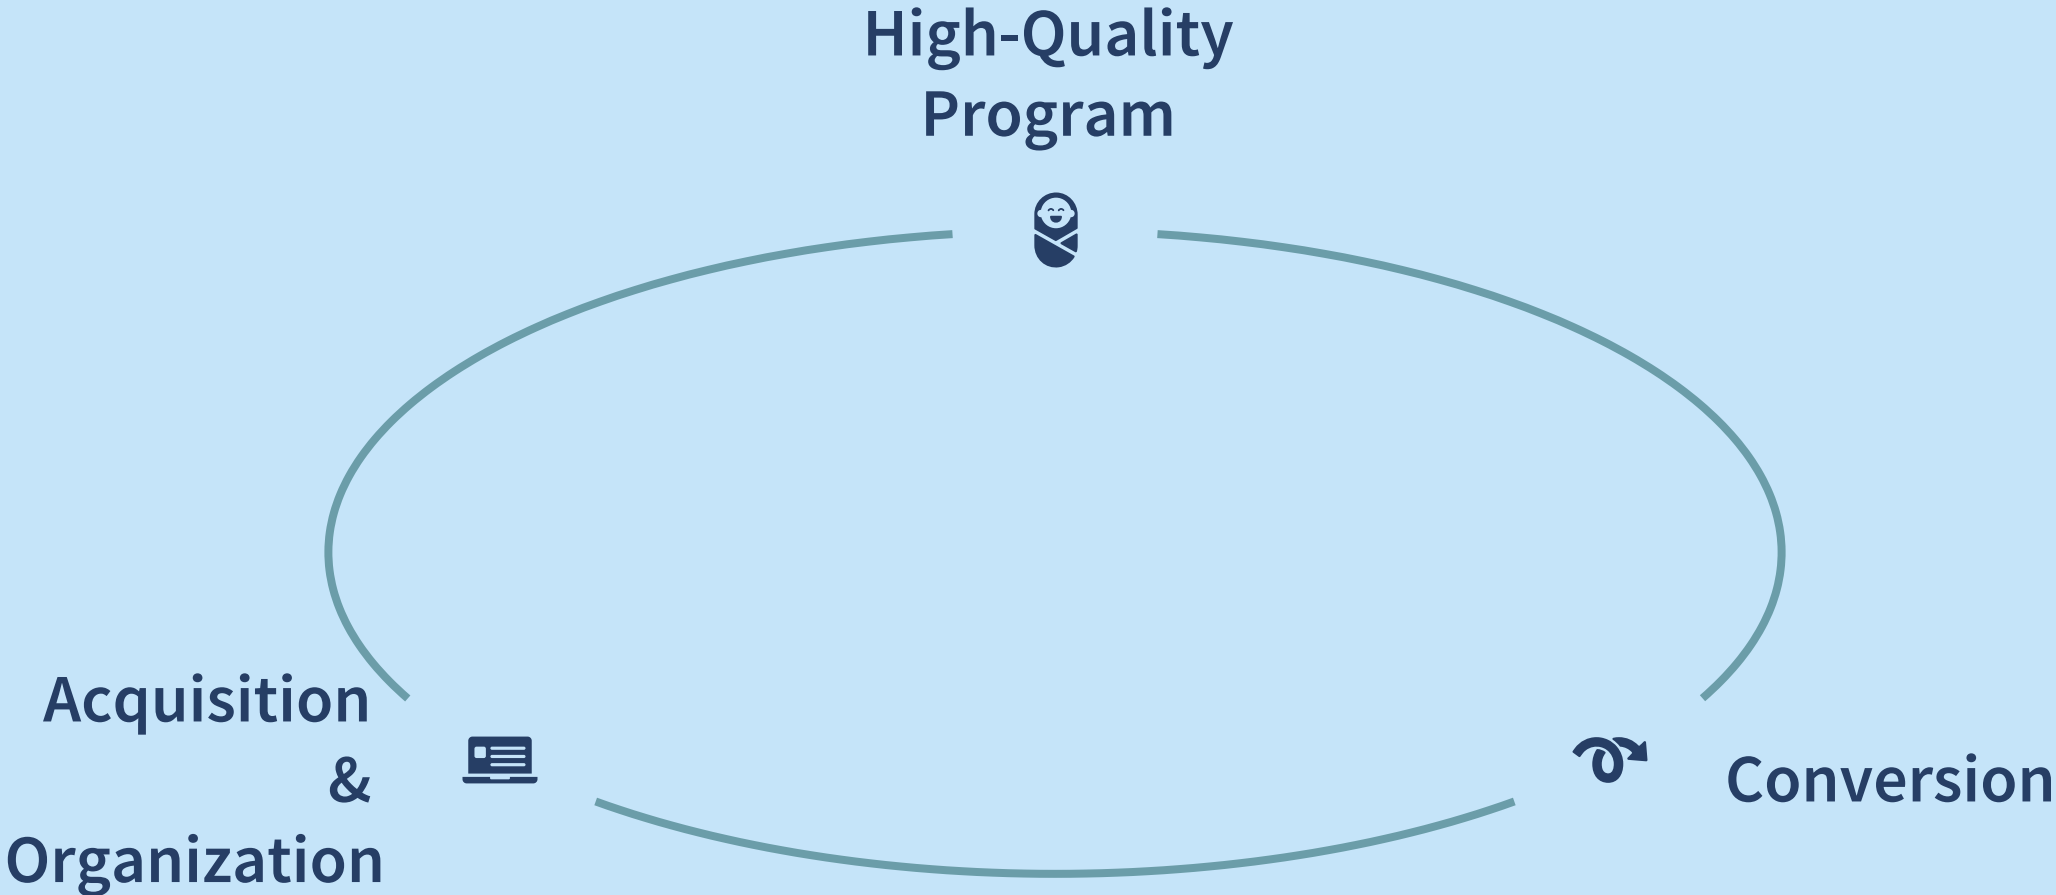 High-Quality
Program
Acquisition
&
Organization
Conversion